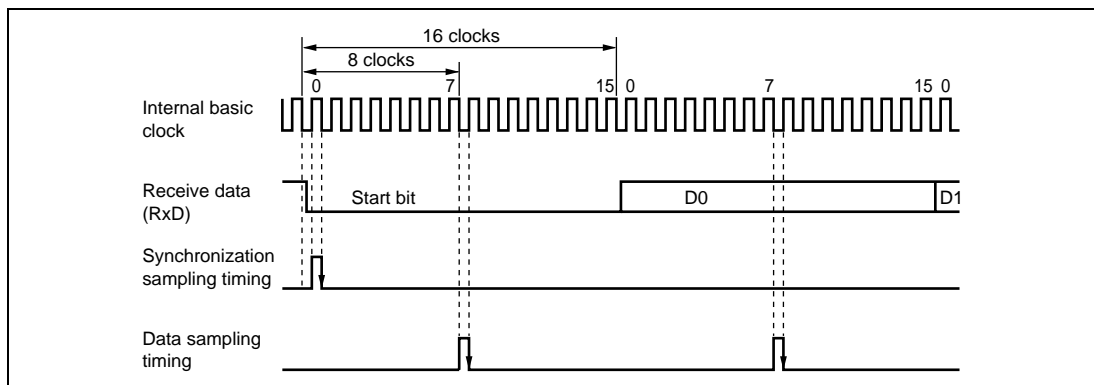 16 clocks
8 clocks
0 7 15 0 7 15 0
Internal basic
clock
Receive data
(RxD)
Start bit D0 D1
Synchronization
sampling timing
Data sampling
timing